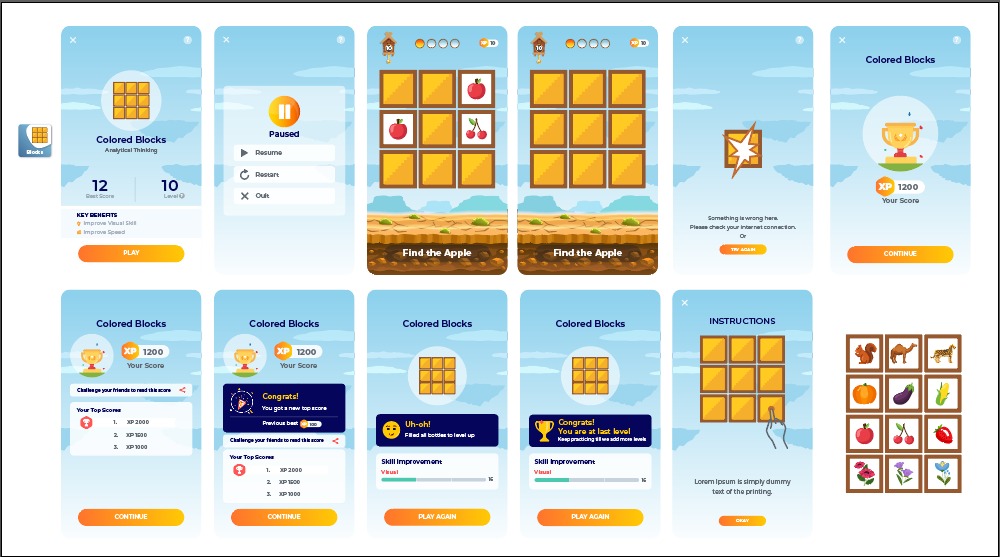 Blocks
Colored Blocks
Analytical Thinking
12
Best Score
10
Level ?
KEY BENEFITS
Improve Visual Skill
Improve Speed
PLAY
?
Paused
Resume
Restart
Quit
?
10
XP 10
Find the Apple
10
XP 10
Find the Apple
Something is wrong here.
Please check your internet connection.
Or
TRY AGAIN
?
Colored Blocks
XP 1200
Your Score
CONTINUE
?
Colored Blocks
XP 1200
Your Score
Challenge your friends to read this score
Your Top Scores
1. XP 2000
2. XP 1600
3. XP 1000
CONTINUE
Colored Blocks
XP 1200
Your Score
Congrats!
You got a new top score
Previous best XP 100
Challenge your friends to read this score
Your Top Scores
1. XP 2000
2. XP 1600
3. XP 1000
CONTINUE
Colored Blocks
Uh-oh!
Filled all bottles to level up
Skill Improvement
Visual
16
PLAY AGAIN
Colored Blocks
Congrats!
You are at last level
Keep practicing till we add more levels
Skill Improvement
Visual
16
PLAY AGAIN
INSTRUCTIONS
Lorem Ipsum is simply dummy
text of the printing.
OKAY